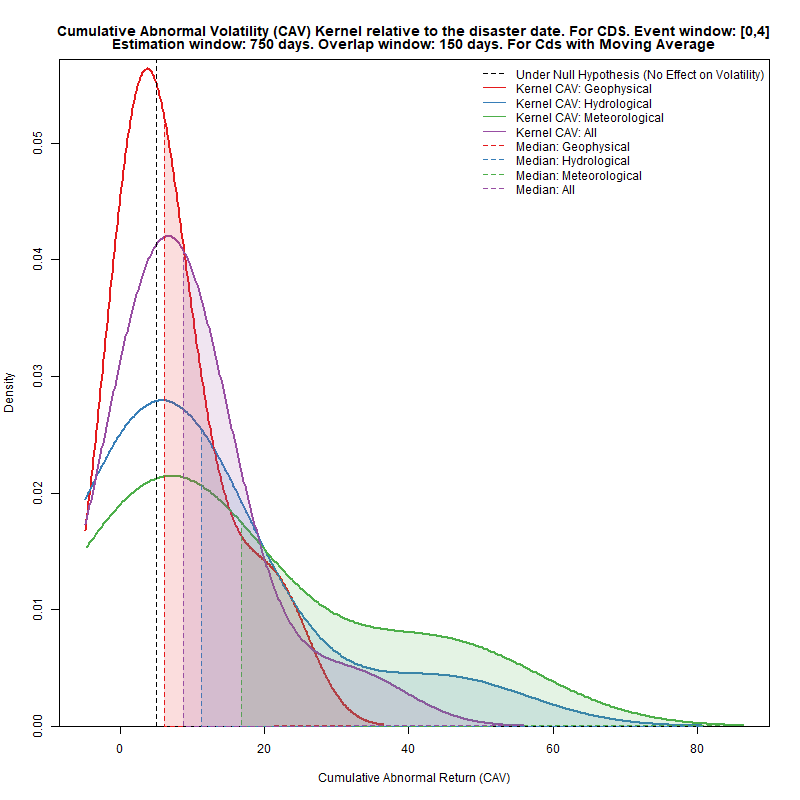 Cumulative Abnormal Volatility (CAV) Kernel relative to the disaster date. For CDS. Event window: [0,4]
Estimation window: 750 days. Overlap window: 150 days. For Cds with Moving Average
Under Null Hypothesis (No Effect on Volatility)
Kernel CAV: Geophysical
Kernel CAV: Hydrological
Kernel CAV: Meteorological
Kernel CAV: All
Median: Geophysical
Median: Hydrological
Median: Meteorological
Median: All
Density
0.05
0.04
0.03
0.02
0.01
0.00
0 20 40 60 80
Cumulative Abnormal Return (CAV)